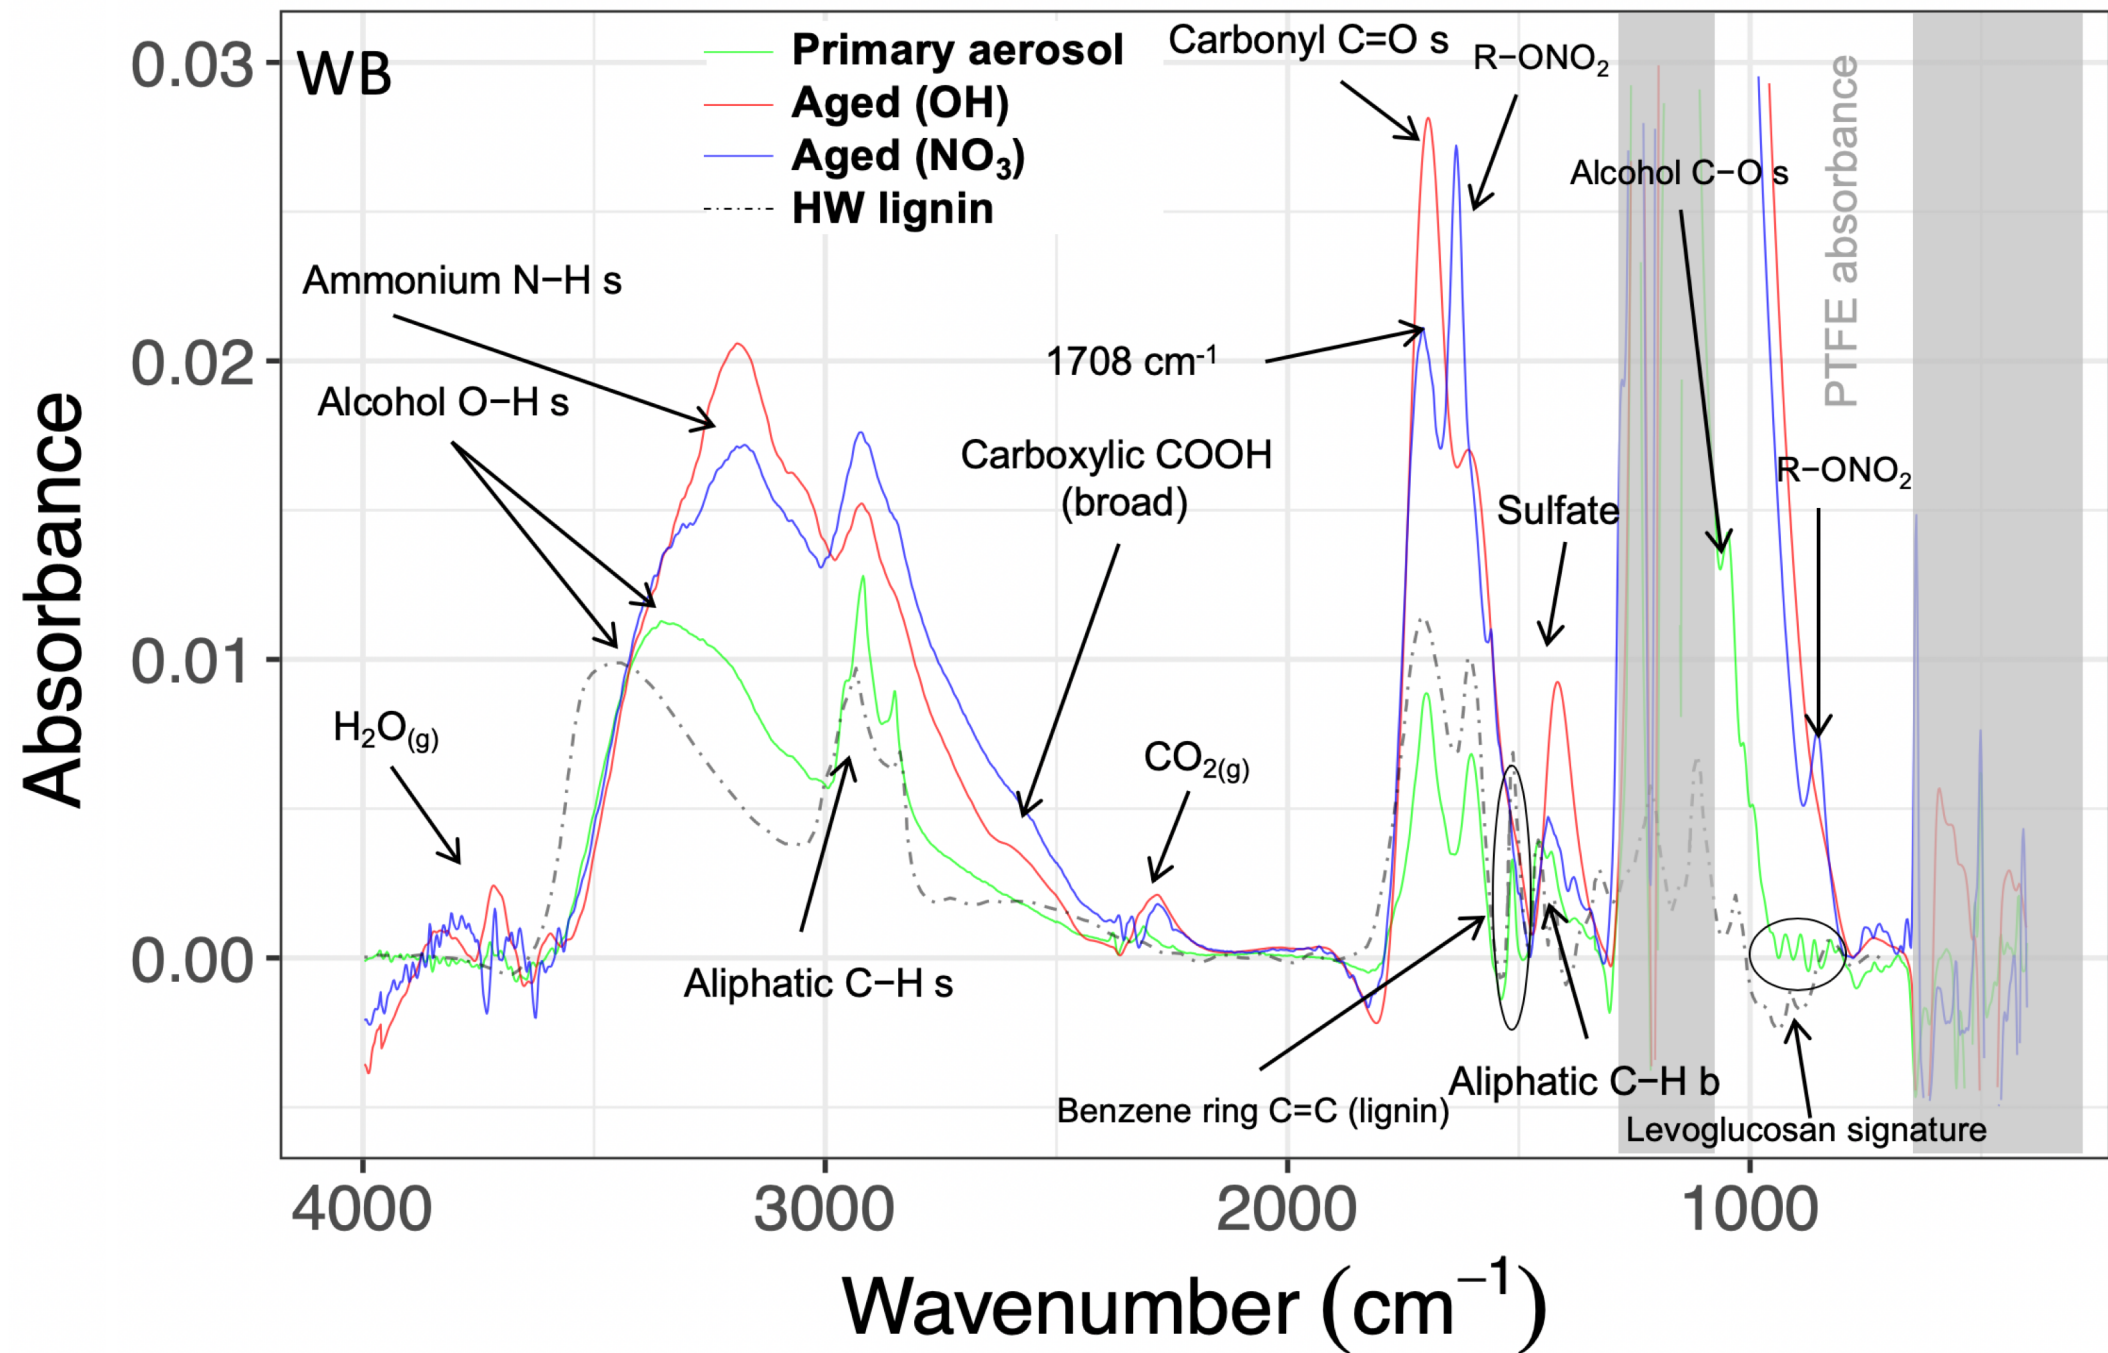 0.03
0.02
0.01
0.00
Absorbance
WB
Primary aerosol
Aged (OH)
Aged (NO₃)
HW lignin
Carbonyl C=O s
R−ONO₂
Alcohol C−O s
PTFE absorbance
Ammonium N−H s
Alcohol O−H s
1708 cm⁻¹
Carboxylic COOH
(broad)
R−ONO₂
Sulfate
H₂O(g)
CO₂(g)
Aliphatic C−H s
Benzene ring C=C (lignin)
Aliphatic C−H b
Levoglucosan signature
4000
3000
2000
1000
Wavenumber (cm⁻¹)